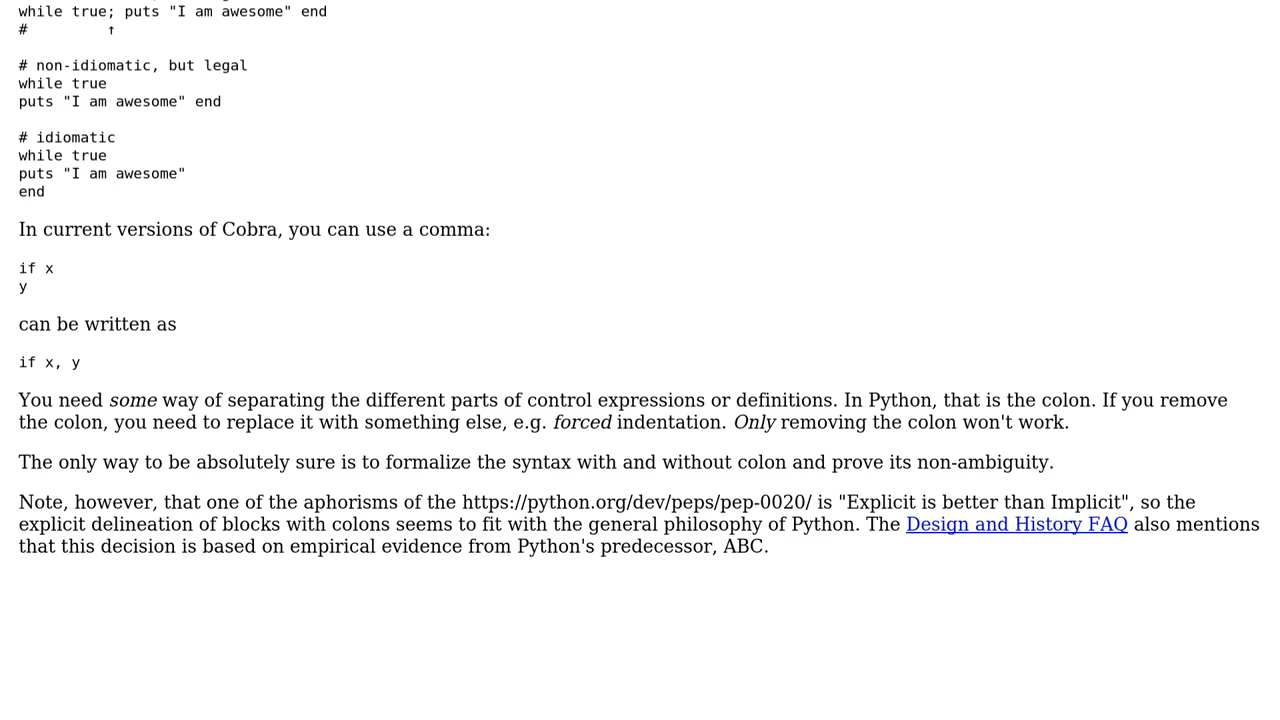 while true; puts "I am awesome" end
# ↑
# non-idiomatic, but legal
while true
puts "I am awesome" end
# idiomatic
while true
puts "I am awesome"
end
In current versions of Cobra, you can use a comma:
if x
y
can be written as
if x, y
You need some way of separating the different parts of control expressions or definitions. In Python, that is the colon. If you remove
the colon, you need to replace it with something else, e.g. forced indentation. Only removing the colon won't work.
The only way to be absolutely sure is to formalize the syntax with and without colon and prove its non-ambiguity.
Note, however, that one of the aphorisms of the https://python.org/dev/peps/pep-0020/ is "Explicit is better than Implicit", so the
explicit delineation of blocks with colons seems to fit with the general philosophy of Python. The Design and History FAQ also mentions
that this decision is based on empirical evidence from Python's predecessor, ABC.